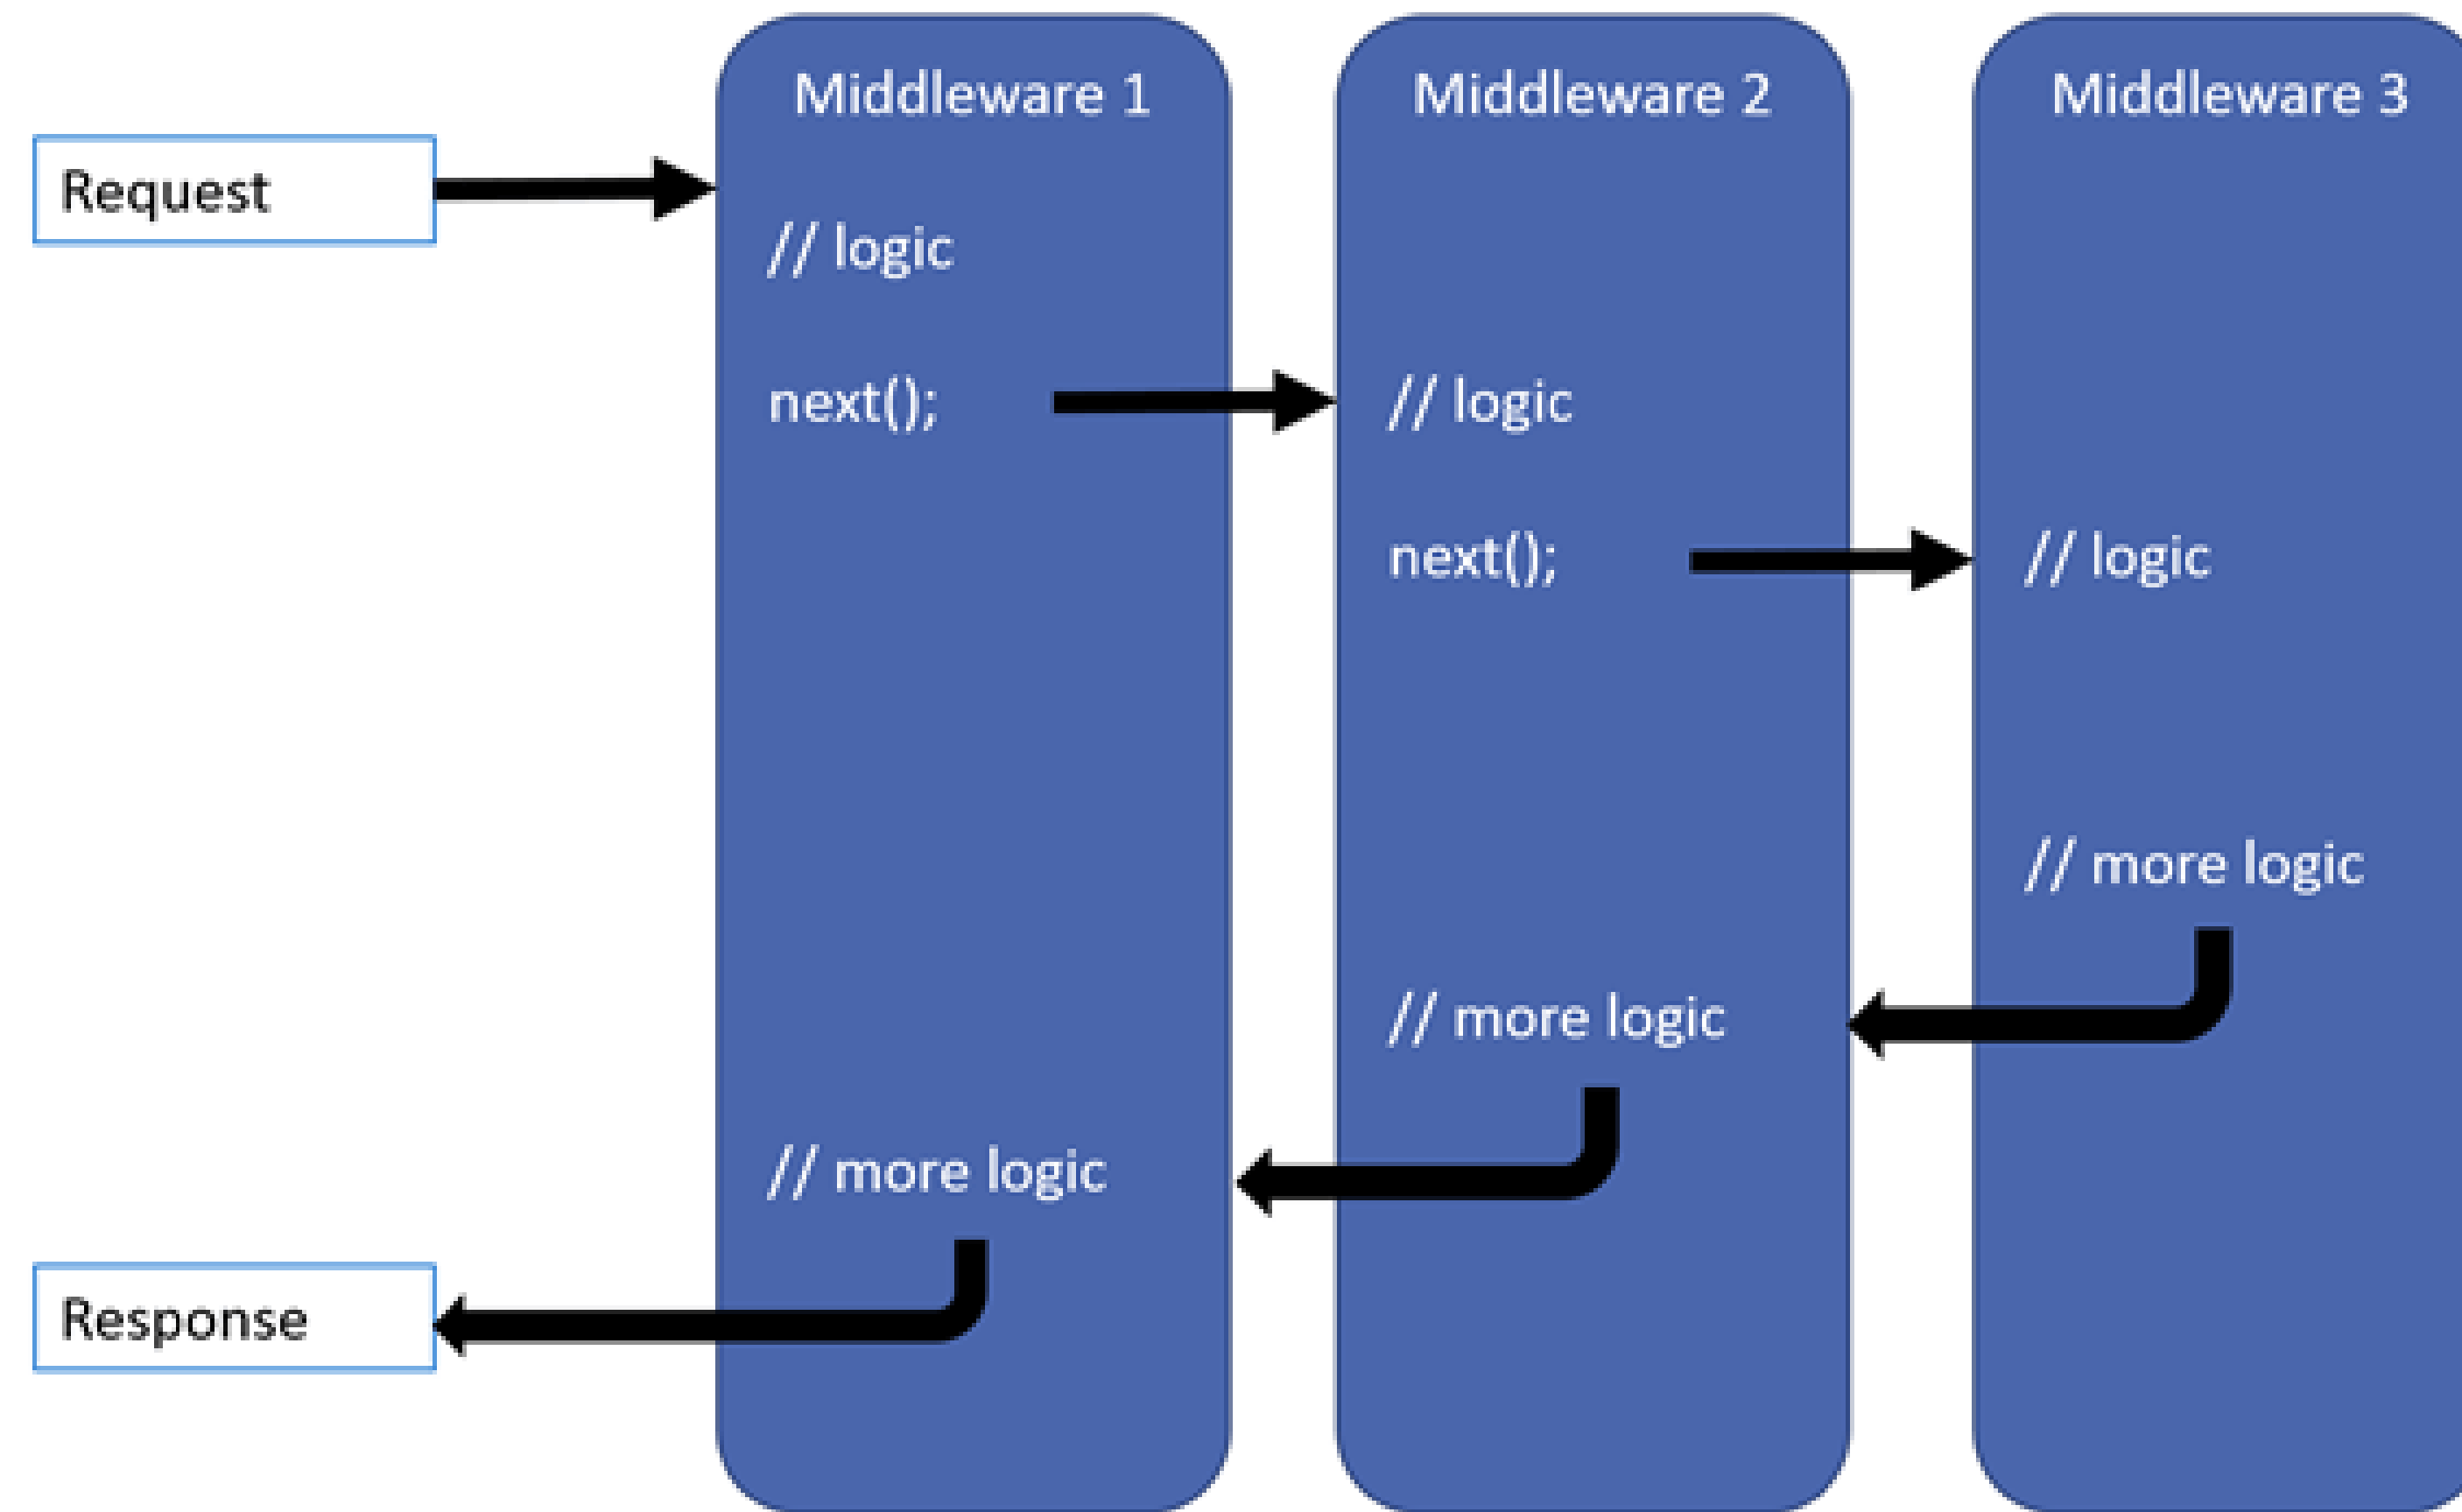 Middleware 1
Middleware 2
Middleware 3
Request
// logic
next();
// logic
next();
// logic
// more logic
// more logic
// more logic
Response